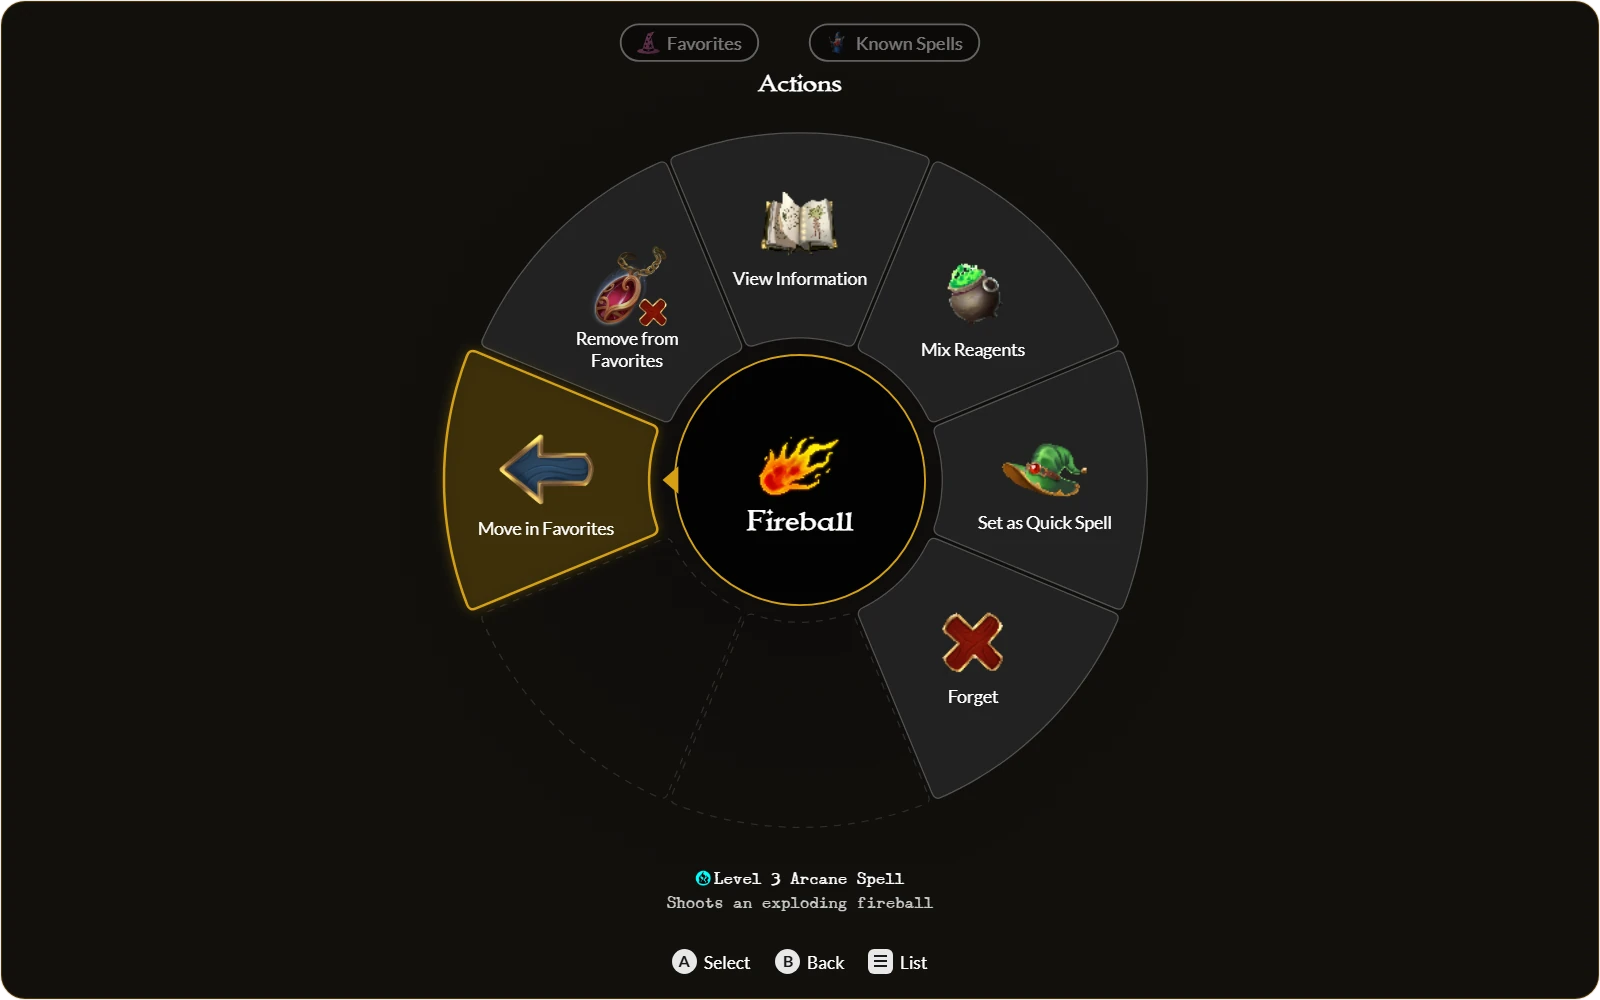 Favorites
Known Spells
Actions
View Information
Remove from
Favorites
Mix Reagents
Move in Favorites
Fireball
Set as Quick Spell
Forget
Level 3 Arcane Spell
Shoots an exploding fireball
A Select
B Back
List